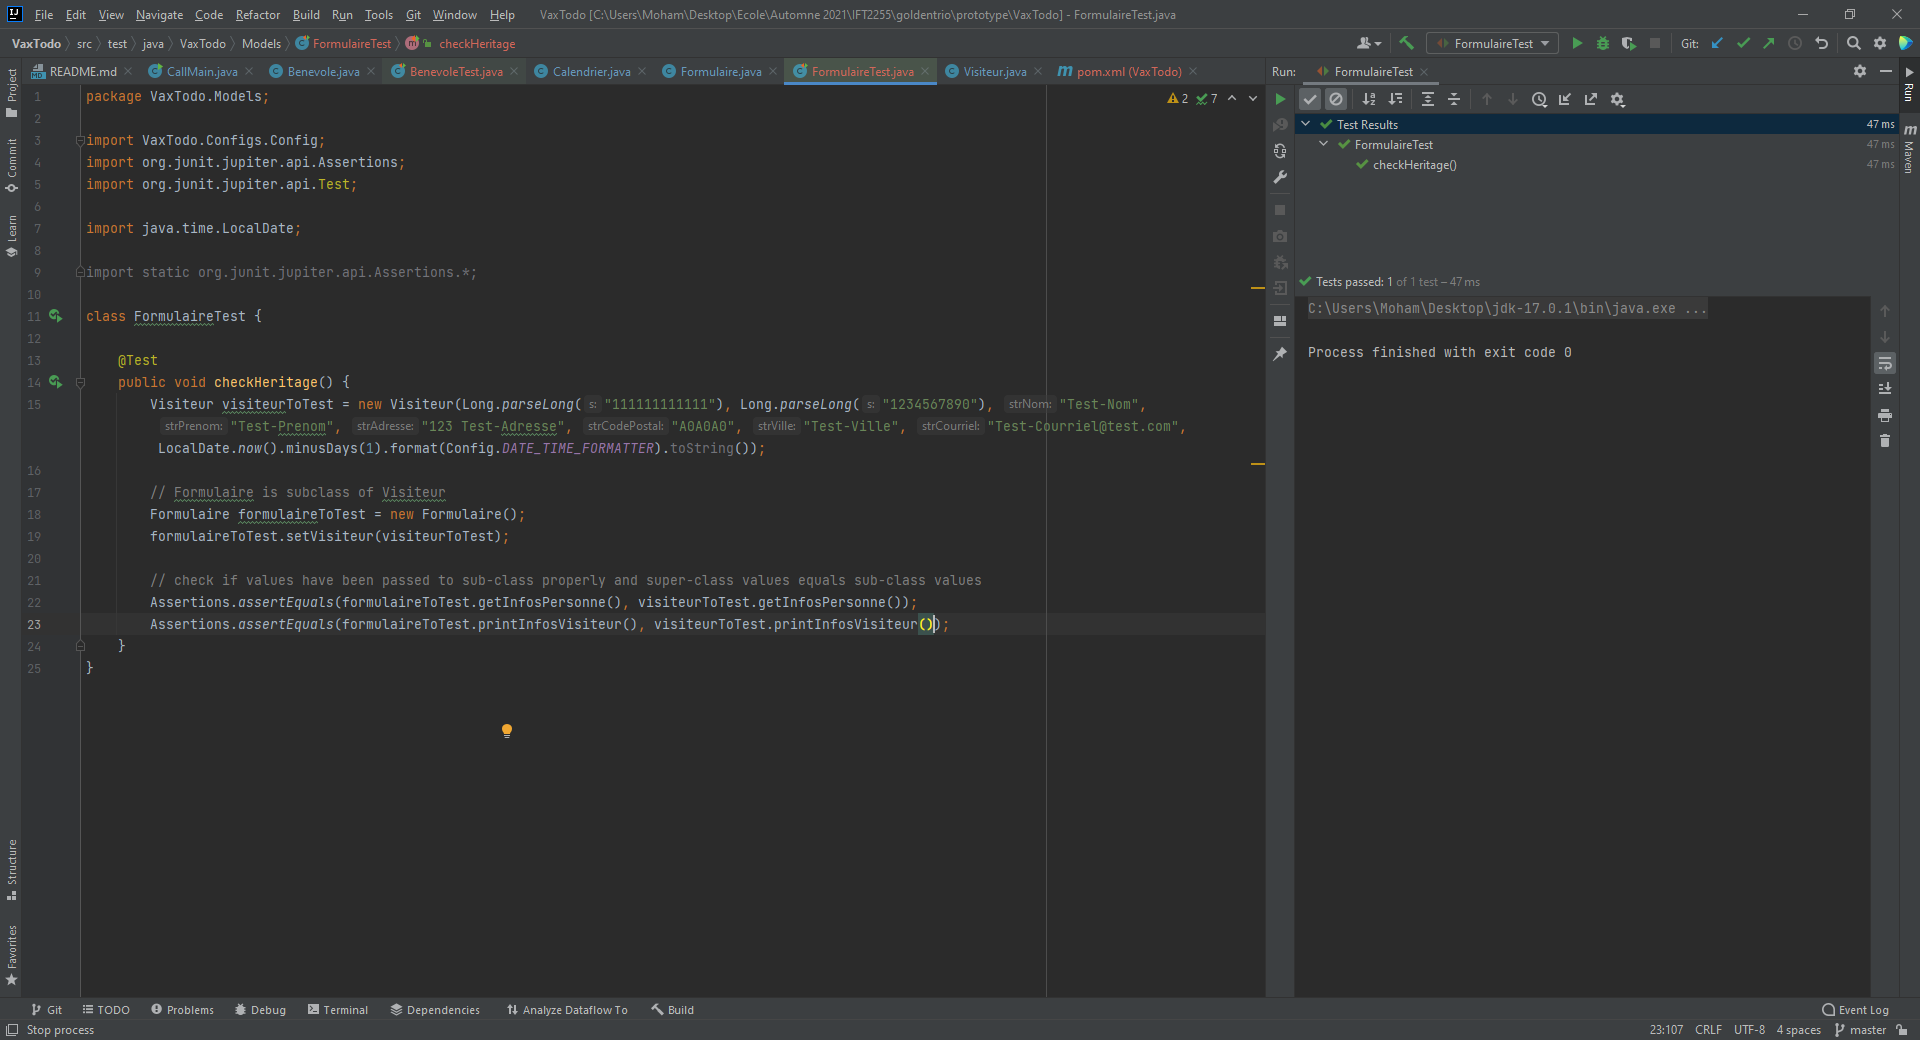 File Edit View Navigate Code Refactor Build Run Tools Git Window Help VaxTodo [C:\Users\Moham\Desktop\Ecole\Automne 2021\IFT2255\goldentrio\prototype\VaxTodo] - FormulaireTest.java
VaxTodo src test java VaxTodo Models FormulaireTest checkHeritage FormulaireTest Git:
README.md CallMain.java Benevole.java BenevoleTest.java Calendrier.java Formulaire.java FormulaireTest.java Visiteur.java pom.xml (VaxTodo) Run: FormulaireTest
Project
Commit
Learn
Structure
Favorites
Run
Maven
2 7
1 package VaxTodo.Models;
2
3 import VaxTodo.Configs.Config;
4 import org.junit.jupiter.api.Assertions;
5 import org.junit.jupiter.api.Test;
6
7 import java.time.LocalDate;
8
9 import static org.junit.jupiter.api.Assertions.*;
10
11 class FormulaireTest {
12
13 @Test
14 public void checkHeritage() {
15 Visiteur visiteurToTest = new Visiteur(Long.parseLong( s: "111111111111"), Long.parseLong( s: "1234567890"), strNom: "Test-Nom",
strPrenom: "Test-Prenom", strAdresse: "123 Test-Adresse", strCodePostal: "A0A0A0", strVille: "Test-Ville", strCourriel: "Test-Courriel@test.com",
LocalDate.now().minusDays(1).format(Config.DATE_TIME_FORMATTER).toString());
16
17 // Formulaire is subclass of Visiteur
18 Formulaire formulaireToTest = new Formulaire();
19 formulaireToTest.setVisiteur(visiteurToTest);
20
21 // check if values have been passed to sub-class properly and super-class values equals sub-class values
22 Assertions.assertEquals(formulaireToTest.getInfosPersonne(), visiteurToTest.getInfosPersonne());
23 Assertions.assertEquals(formulaireToTest.printInfosVisiteur(), visiteurToTest.printInfosVisiteur());
24 }
25 }
Test Results 47 ms
FormulaireTest 47 ms
checkHeritage() 47 ms
Tests passed: 1 of 1 test – 47 ms
C:\Users\Moham\Desktop\jdk-17.0.1\bin\java.exe ...
Process finished with exit code 0
Git TODO Problems Debug Terminal Dependencies Analyze Dataflow To Build Event Log
Stop process 23:107 CRLF UTF-8 4 spaces master